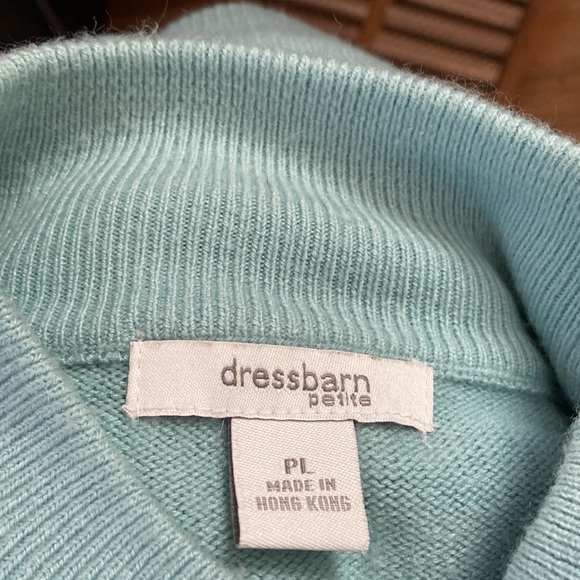 dressbarn
petite
PL
MADE IN
HONG KONG